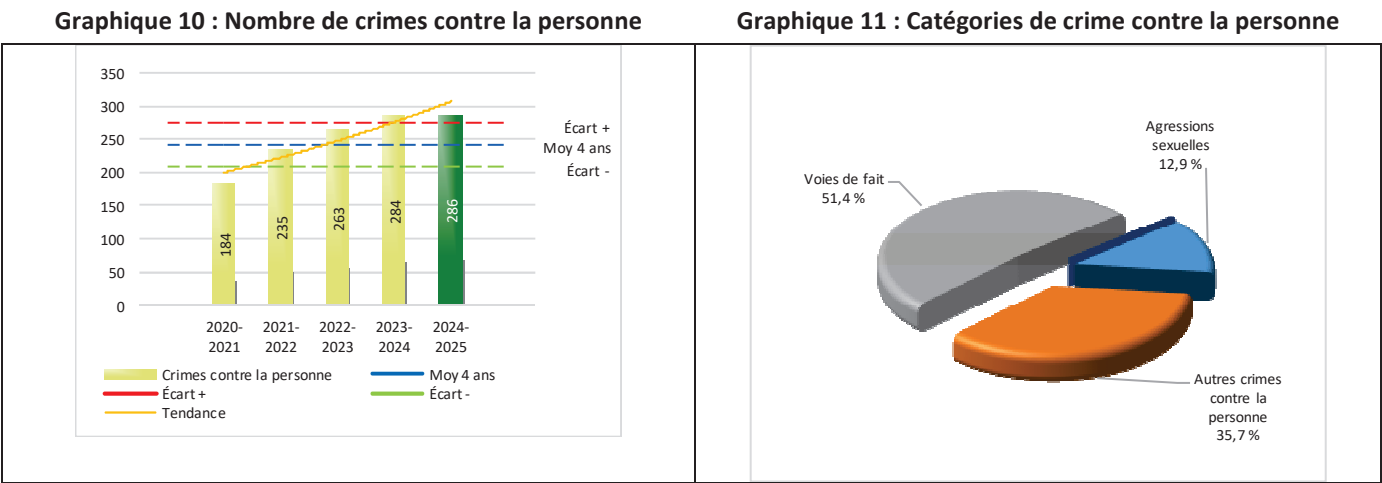 Graphique 10 : Nombre de crimes contre la personne
350
300
250
200
150
100
50
0
184
235
263
284
286
Écart +
Moy 4 ans
Écart -
2020-
2021
2021-
2022
2022-
2023
2023-
2024
2024-
2025
Crimes contre la personne
Moy 4 ans
Écart +
Écart -
Tendance
Graphique 11 : Catégories de crime contre la personne
Agressions
sexuelles
12,9 %
Voies de fait
51,4 %
Autres crimes
contre la
personne
35,7 %